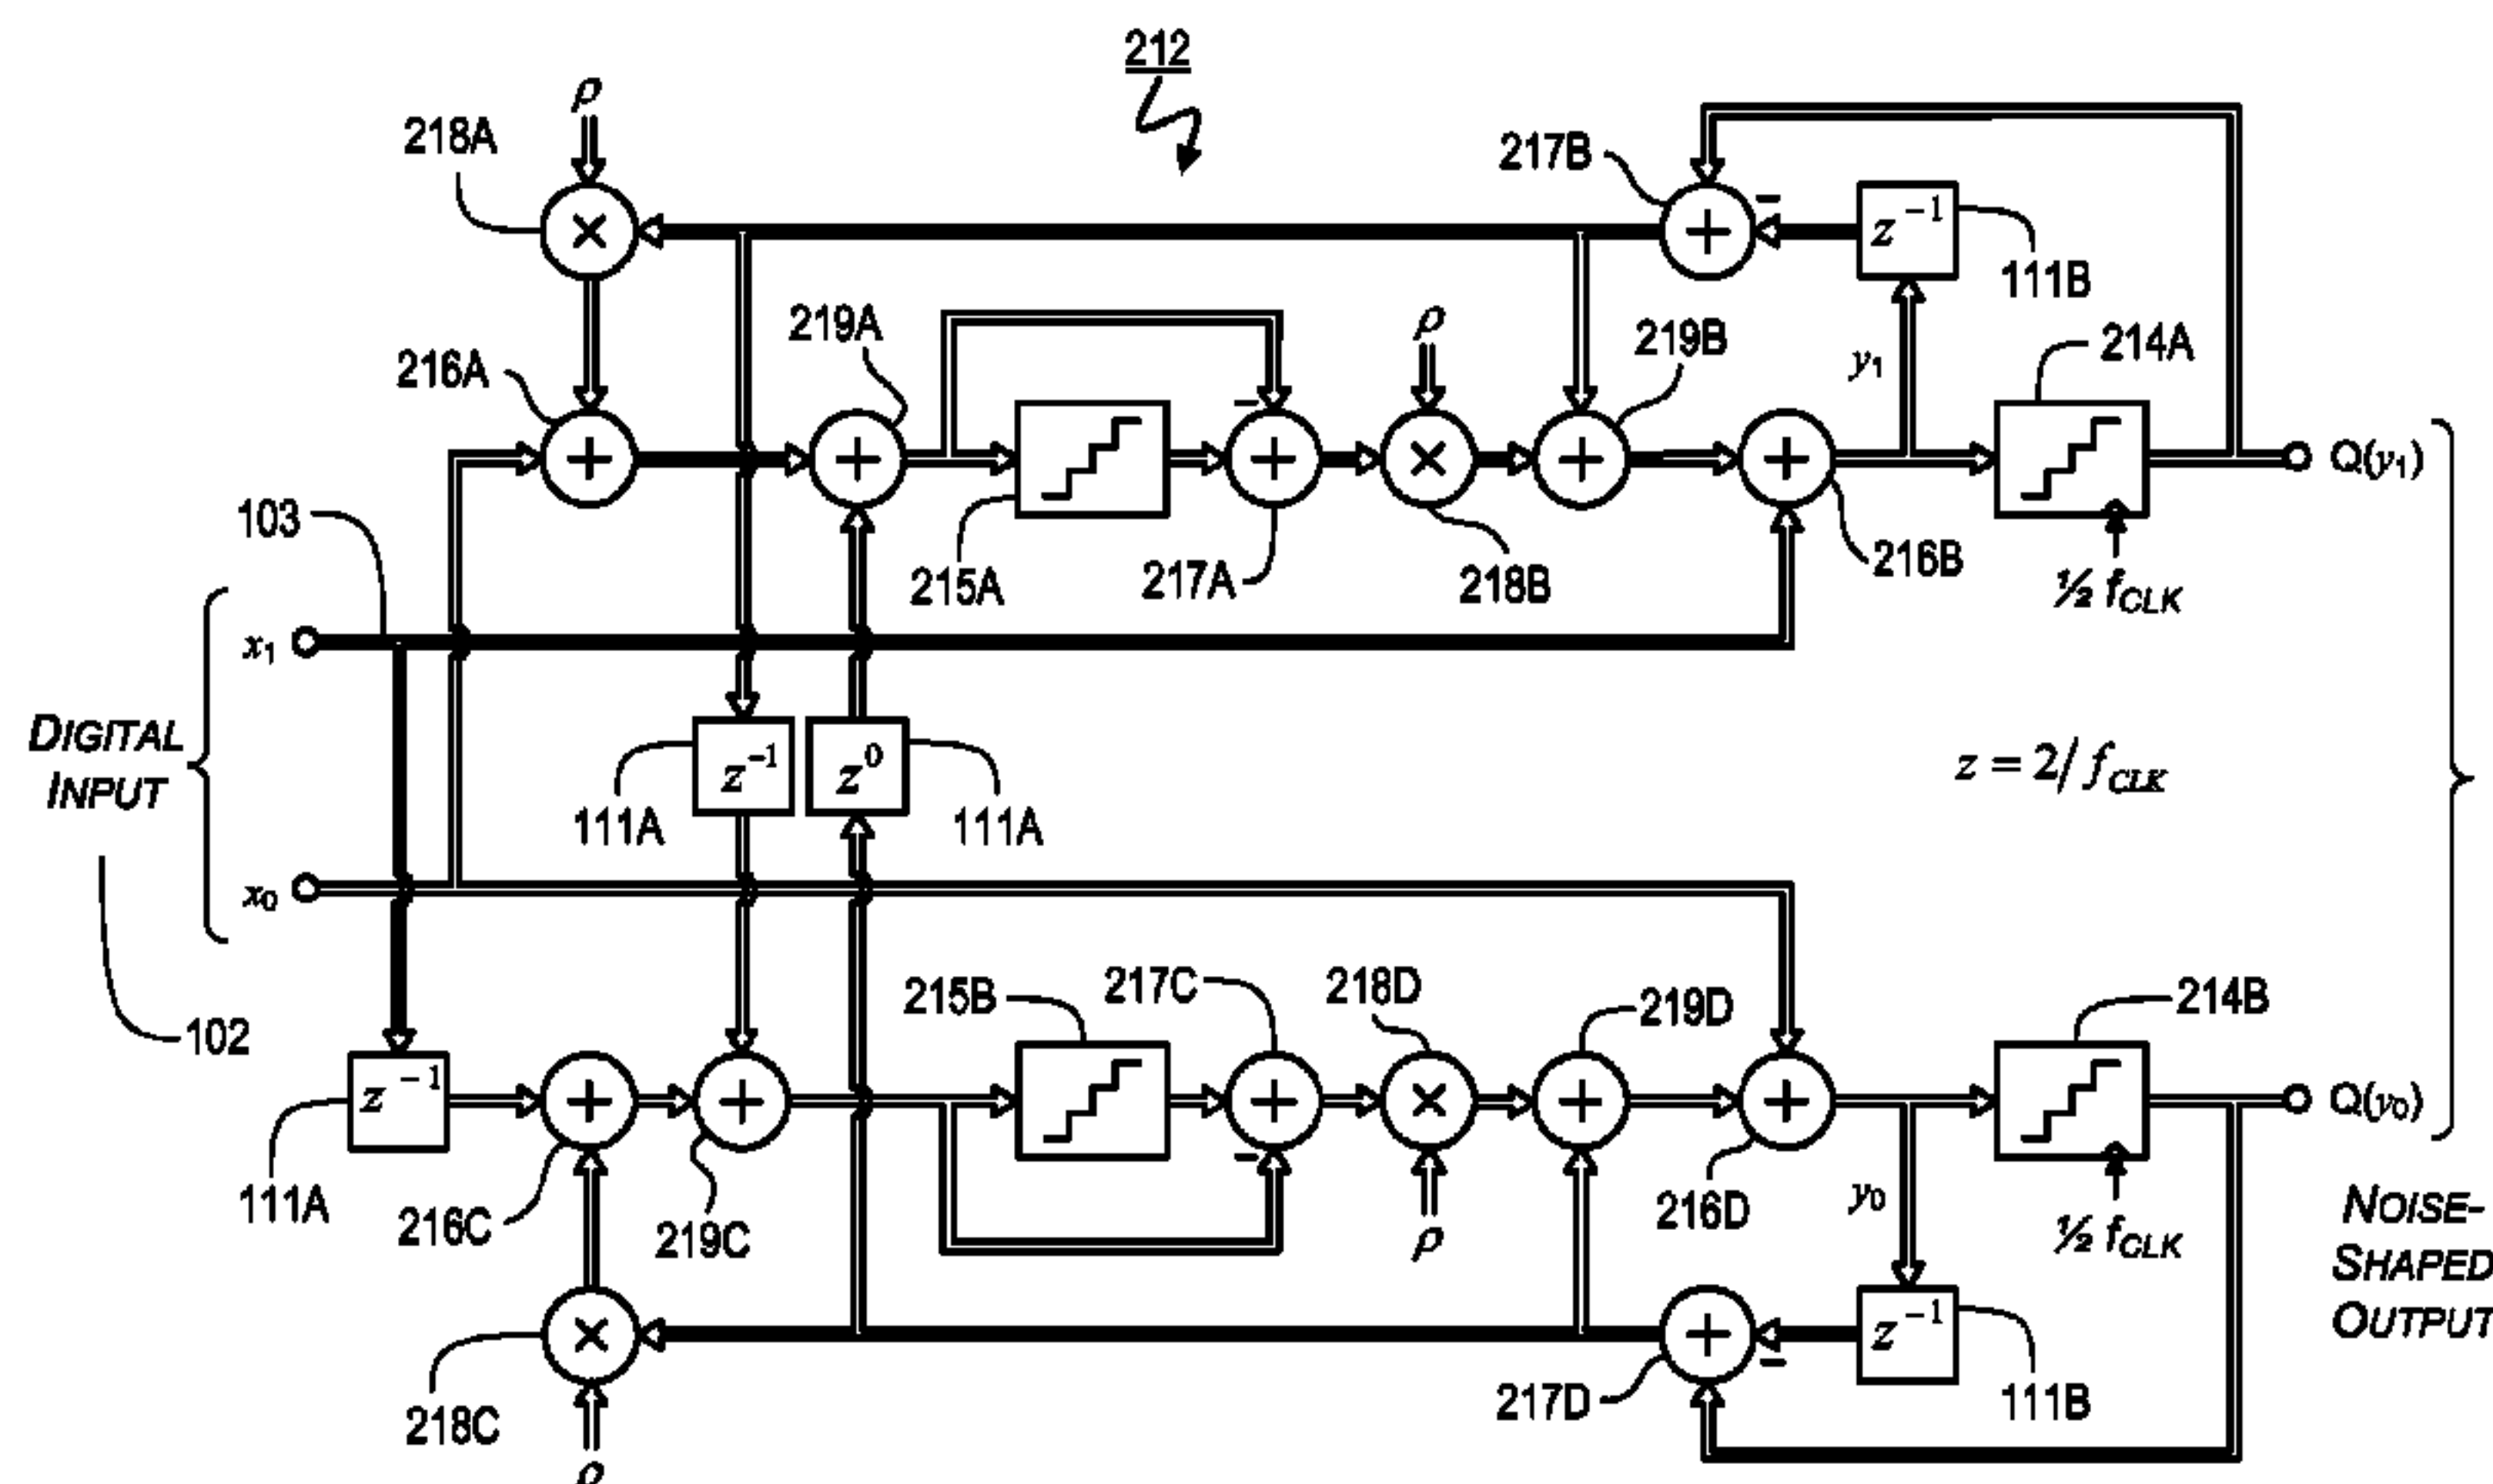 212
ρ
218A
217B
z⁻¹
111B
219A
ρ
219B
214A
216A
y₁
Q(y₁)
103
215A
217A
218B
216B
½ f_CLK
x₁
DIGITAL
INPUT
z⁻¹
z⁰
z = 2/f_CLK
111A
111A
x₀
102
215B
217C
218D
219D
214B
z⁻¹
Q(y₀)
111A
216C
219C
ρ
216D
y₀
½ f_CLK
NOISE-
SHAPED
OUTPUT
z⁻¹
218C
217D
111B
ρ